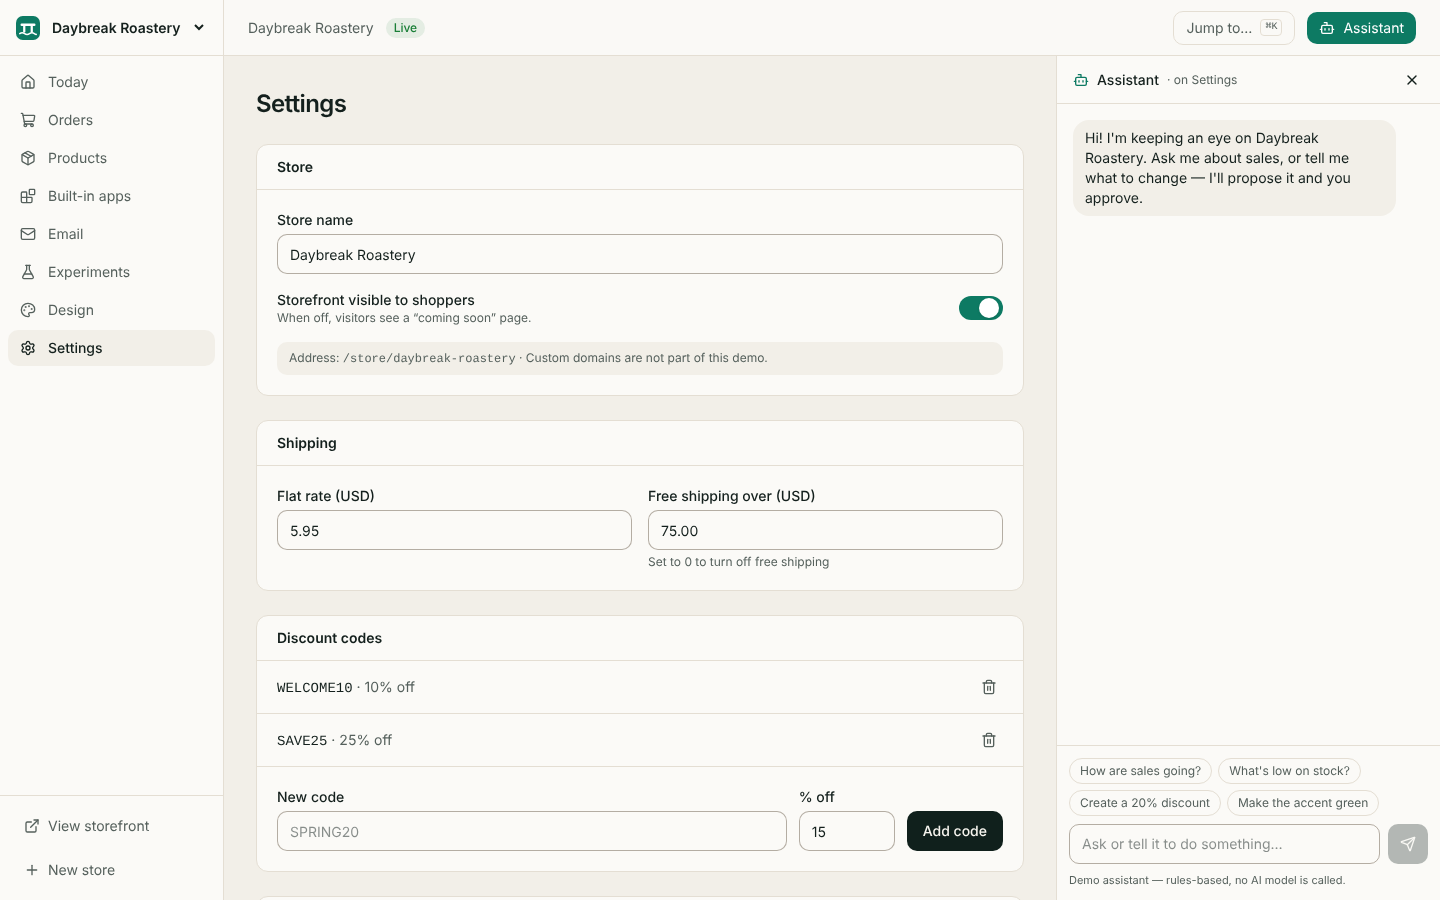 Daybreak Roastery
Today
Orders
Products
Built-in apps
Email
Experiments
Design
Settings
View storefront
New store
Daybreak Roastery
Live
Jump to...
⌘K
Assistant
Settings
Store
Store name
Daybreak Roastery
Storefront visible to shoppers
When off, visitors see a “coming soon” page.
Address: /store/daybreak-roastery · Custom domains are not part of this demo.
Shipping
Flat rate (USD)
5.95
Free shipping over (USD)
75.00
Set to 0 to turn off free shipping
Discount codes
WELCOME10 · 10% off
SAVE25 · 25% off
New code
SPRING20
% off
15
Add code
Assistant · on Settings
Hi! I'm keeping an eye on Daybreak
Roastery. Ask me about sales, or tell me
what to change — I'll propose it and you
approve.
How are sales going?
What's low on stock?
Create a 20% discount
Make the accent green
Ask or tell it to do something...
Demo assistant — rules-based, no AI model is called.